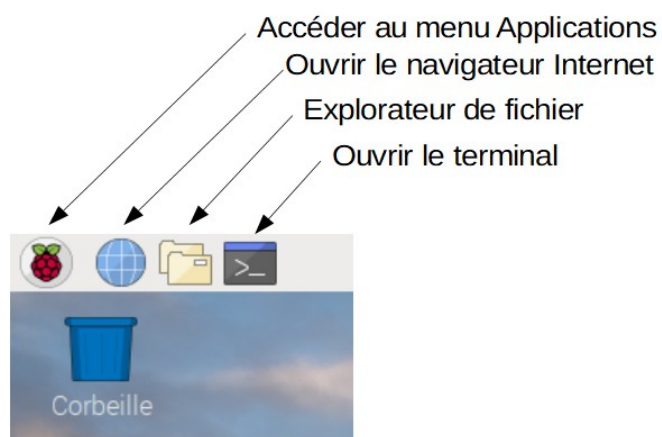 Accéder au menu Applications
Ouvrir le navigateur Internet
Explorateur de fichier
Ouvrir le terminal
>_
Corbeille